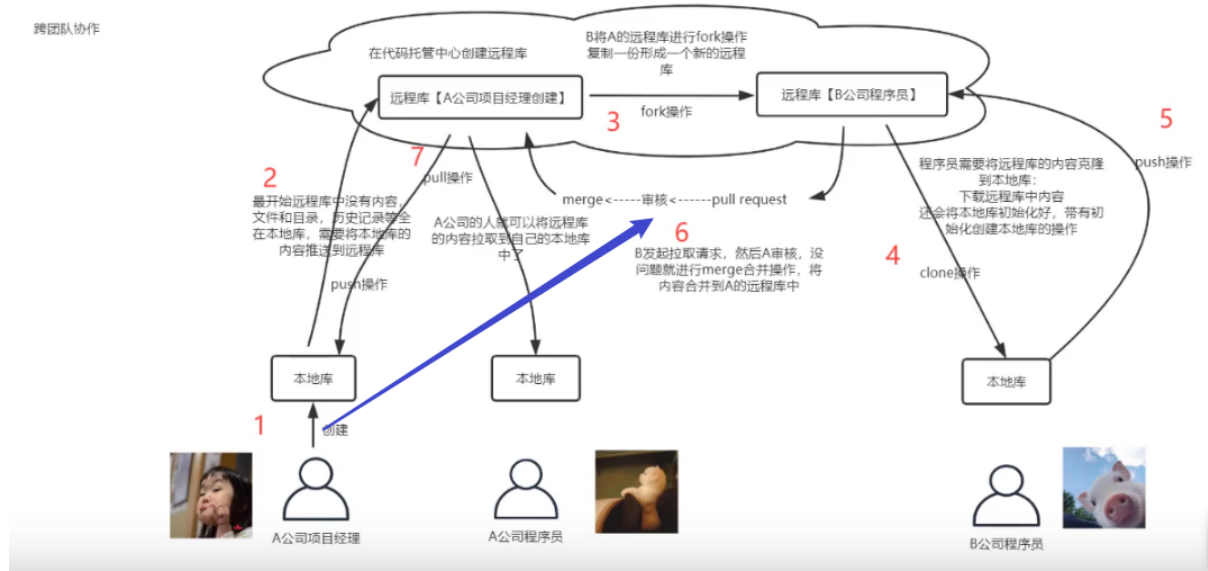 跨团队协作
在代码托管中心创建远程库
B将A的远程库进行fork操作
复制一份形成一个新的远程
库
远程库【A公司项目经理创建】
远程库【B公司程序员】
fork操作
3
5
push操作
2
最开始远程库中没有内容，
文件和目录，历史记录等全
在本地库，需要将本地库的
内容推送到远程库
push操作
7
pull操作
A公司的人就可以将远程库
的内容拉取到自己的本地库
中了
merge<-----审核<------pull request
6
B发起拉取请求，然后A审核，没
问题就进行merge合并操作，将
内容合并到A的远程库中
程序员需要将远程库的内容克隆
到本地库：
下载远程库中内容
还会将本地库初始化好，带有初
始化创建本地库的操作
4
clone操作
本地库
本地库
本地库
1
创建
A公司项目经理
A公司程序员
B公司程序员